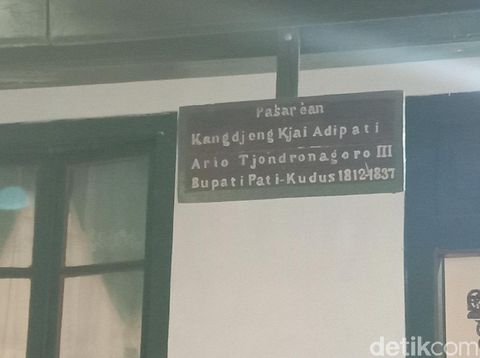 Pasarean
Kangdjeng Kjai Adipati
Ario Tjondronagoro III
Bupati Pati-Kudus 1812-1837
detikcom